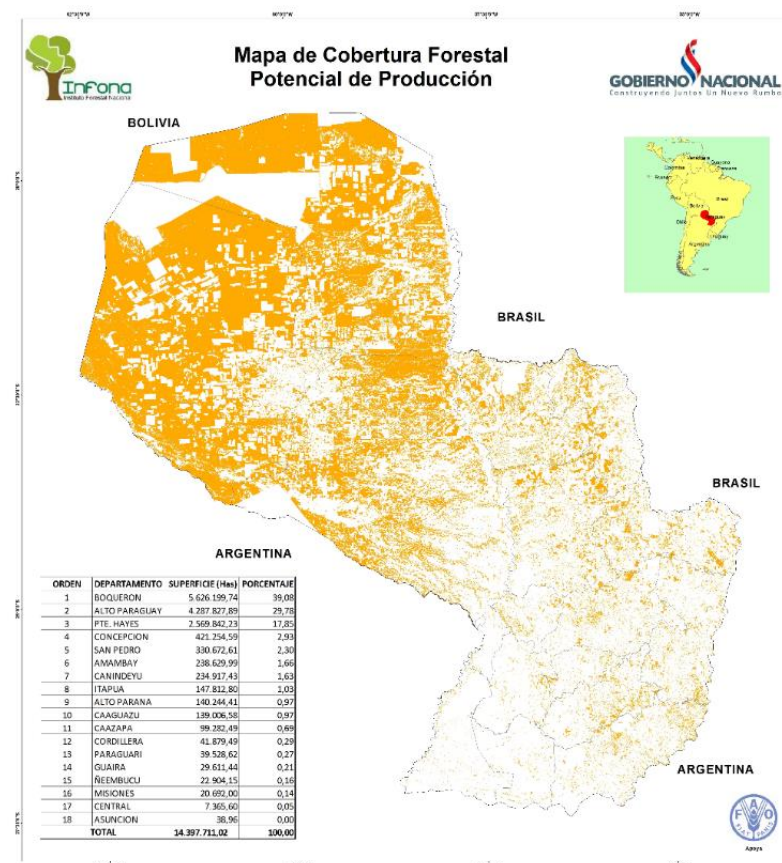 Mapa de Cobertura Forestal
Potencial de Producción
InFona
Instituto Forestal Nacional
GOBIERNO NACIONAL
Construyendo Juntos Un Nuevo Rumbo
BOLIVIA
BRASIL
BRASIL
ARGENTINA
ARGENTINA
ORDEN DEPARTAMENTO SUPERFICIE (Has) PORCENTAJE
1 BOQUERON 5.626.199,74 39,08
2 ALTO PARAGUAY 4.287.827,89 29,78
3 PTE. HAYES 2.569.842,23 17,85
4 CONCEPCION 421.254,59 2,93
5 SAN PEDRO 330.672,61 2,30
6 AMAMBAY 238.629,99 1,66
7 CANINDEYU 234.917,43 1,63
8 ITAPUA 147.812,80 1,03
9 ALTO PARANA 140.244,41 0,97
10 CAAGUAZU 139.006,58 0,97
11 CAAZAPA 99.282,49 0,69
12 CORDILLERA 41.879,49 0,29
13 PARAGUARI 39.528,62 0,27
14 GUAIRA 29.611,44 0,21
15 ÑEEMBUCU 22.904,15 0,16
16 MISIONES 20.692,00 0,14
17 CENTRAL 7.365,60 0,05
18 ASUNCION 38,96 0,00
TOTAL 14.397.711,02 100,00
FAO
FIAT PANIS
Apoya